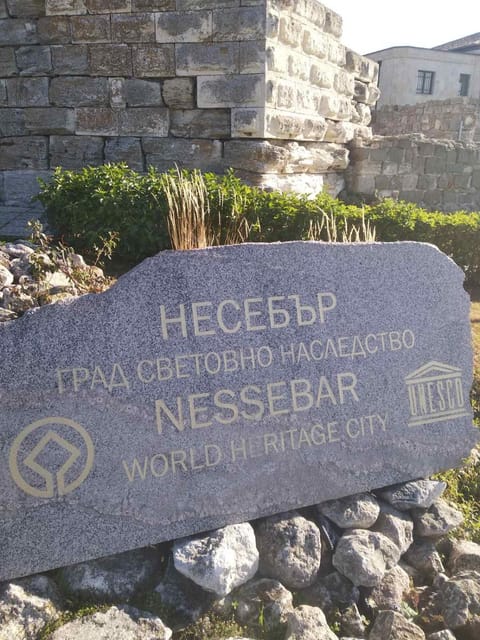 НЕСЕБЪР
ГРАД СВЕТОВНО НАСЛЕДСТВО
NESSEBAR
WORLD HERITAGE CITY
UNESCO